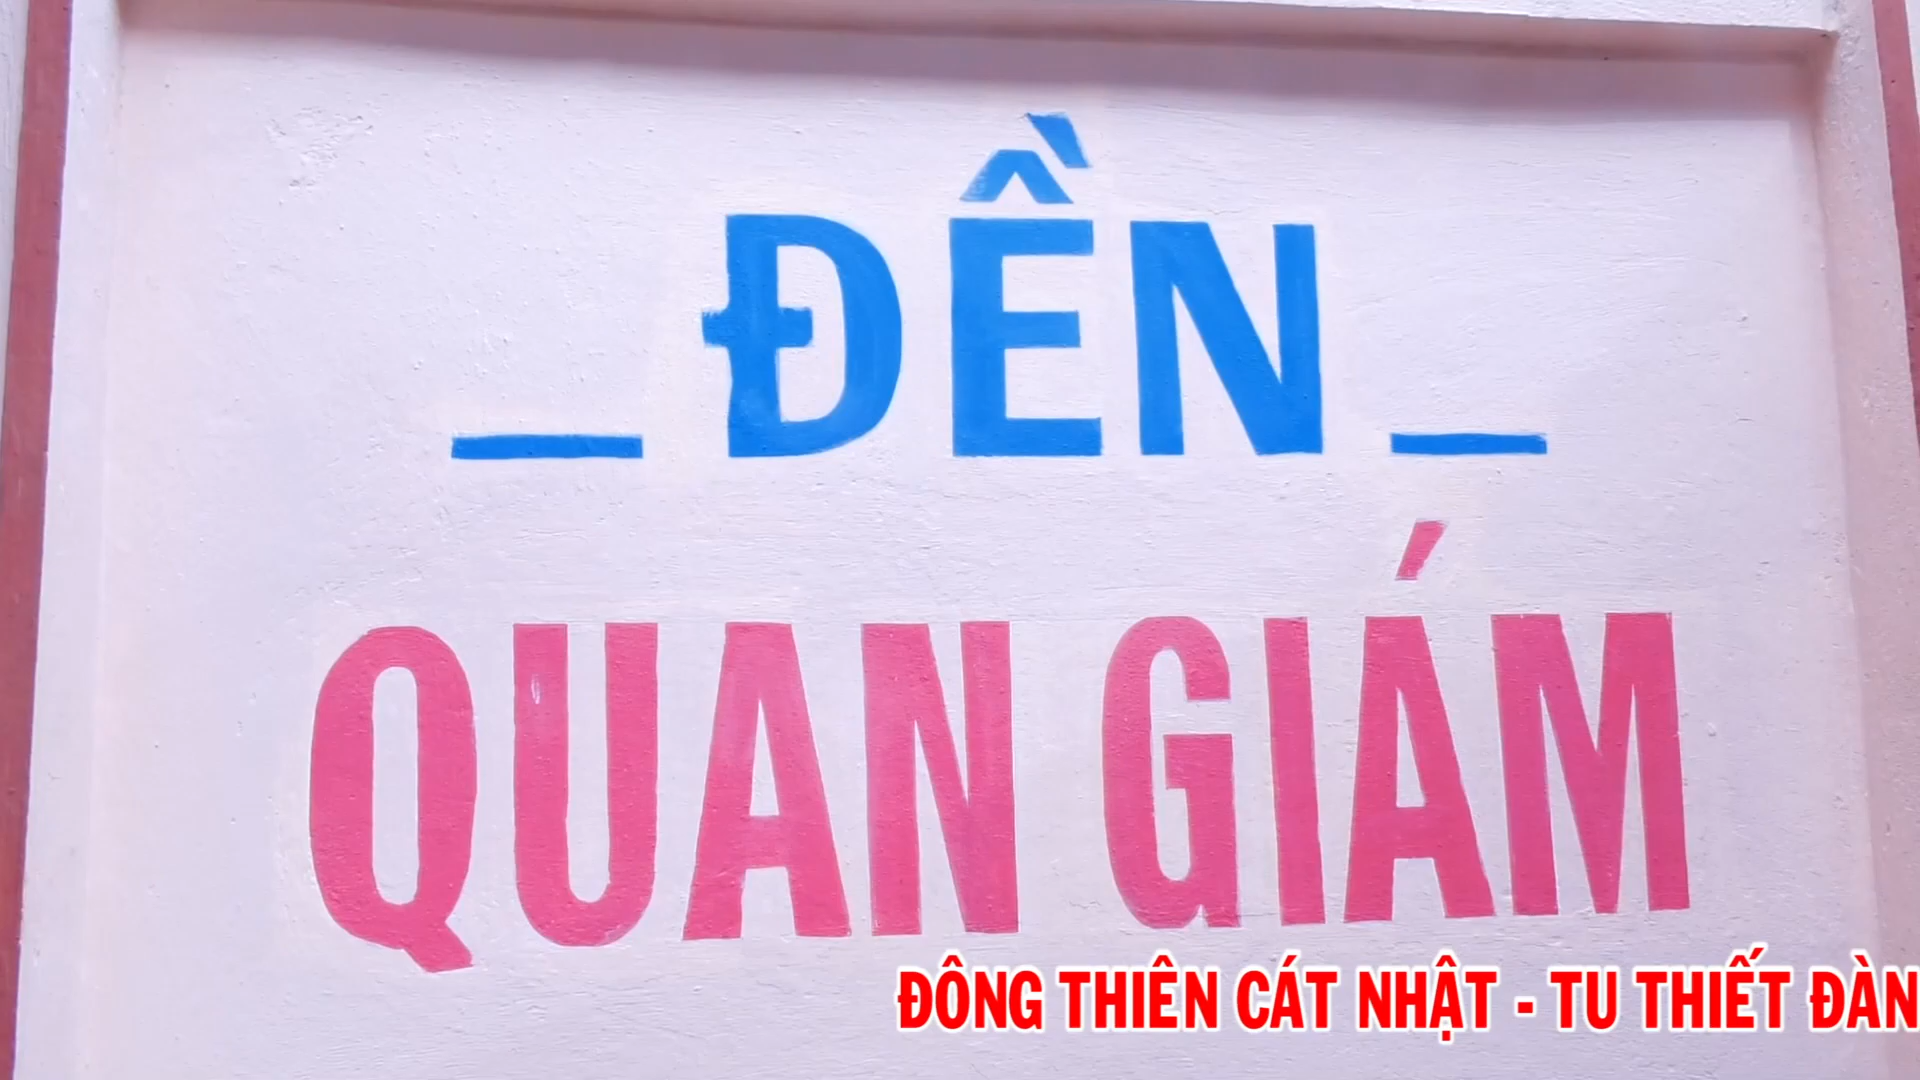 _ ĐỀN _
QUAN GIÁM
ĐÔNG THIÊN CÁT NHẬT - TU THIẾT ĐÀN